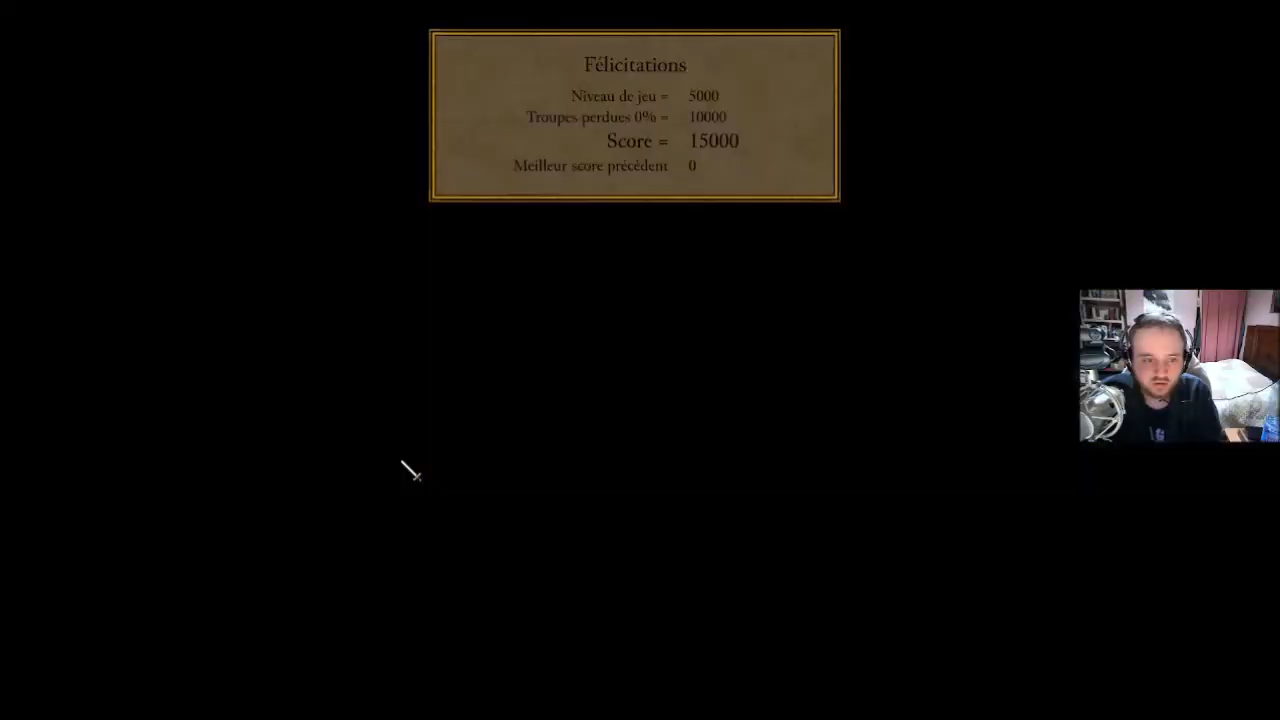 Félicitations
Niveau de jeu = 5000
Troupes perdues 0% = 10000
Score = 15000
Meilleur score précédent 0